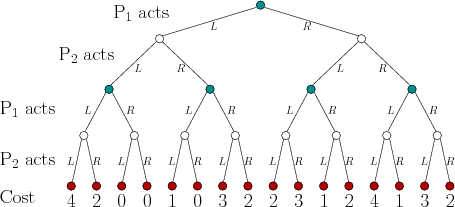 P₁ acts
L R
P₂ acts
L R L R
P₁ acts
L R L R L R L R
P₂ acts
L R L R L R L R L R L R L R L R
Cost 4 2 0 0 1 0 3 2 2 3 1 2 4 1 3 2